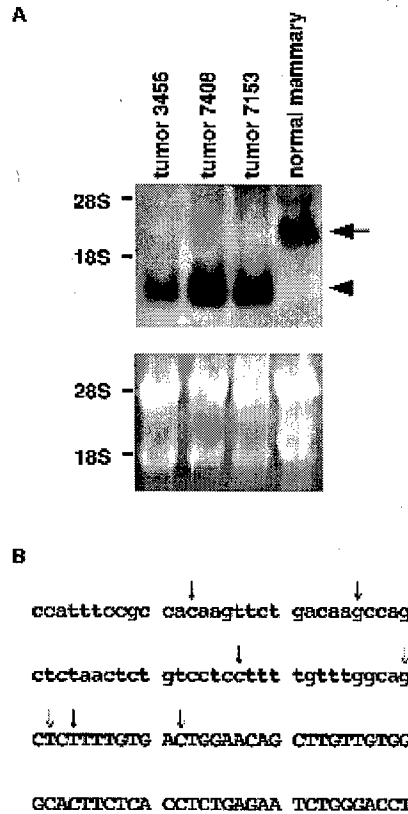 A
tumor 3456
tumor 7408
tumor 7153
normal mammary
28S
18S
28S
18S
B
ccatttccgc cacaagttct gacaagccag
ctctaactct gtcctccttt tgtttggcag
CTCTTTTGTG ACTGGAACAG CTTGTTGTGG
GCACTTCTCA CCTCTGAGAA TCTGGGACCT